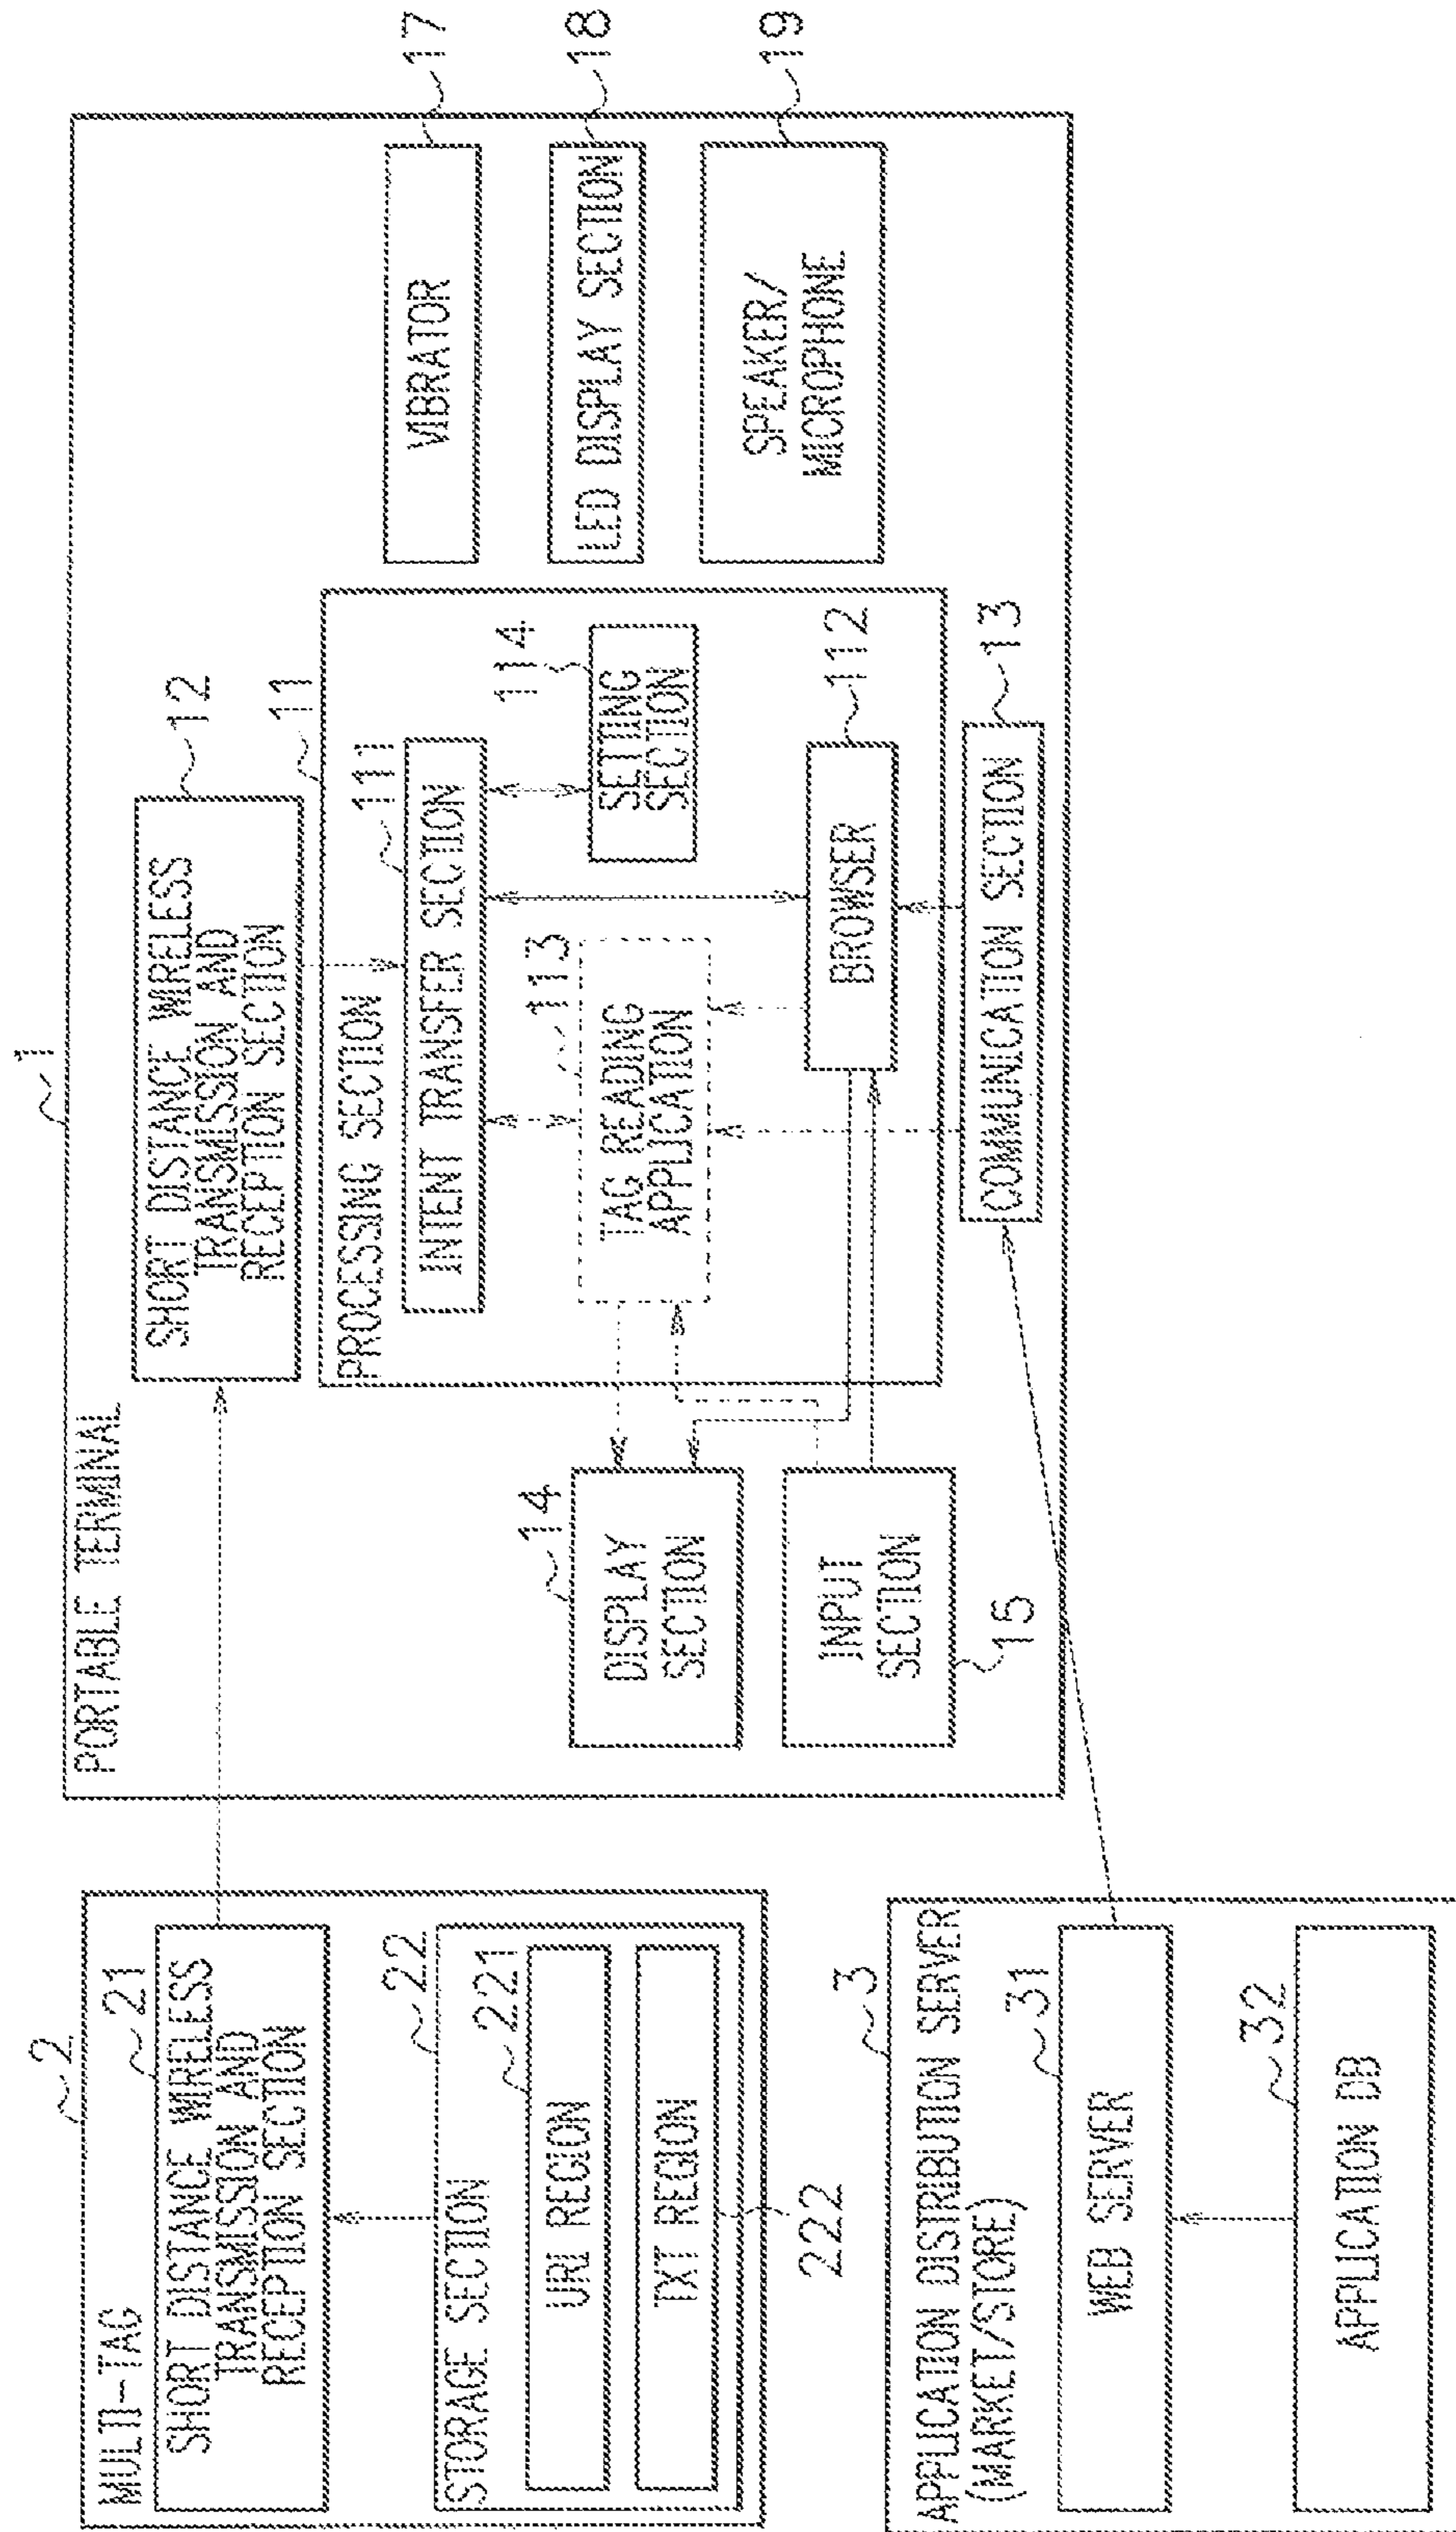 1
PORTABLE TERMINAL
12
SHORT DISTANCE WIRELESS
TRANSMISSION AND
RECEPTION SECTION
11
PROCESSING SECTION
111
INTENT TRANSFER SECTION
114
SETTING
SECTION
113
TAG READING
APPLICATION
112
BROWSER
13
COMMUNICATION SECTION
14
DISPLAY
SECTION
INPUT
SECTION
15
VIBRATOR
17
LED DISPLAY SECTION
18
SPEAKER/
MICROPHONE
19
2
MULTI-TAG
21
SHORT DISTANCE WIRELESS
TRANSMISSION AND
RECEPTION SECTION
22
STORAGE SECTION
221
URI REGION
TXT REGION
222
3
APPLICATION DISTRIBUTION SERVER
(MARKET/STORE)
31
WEB SERVER
32
APPLICATION DB